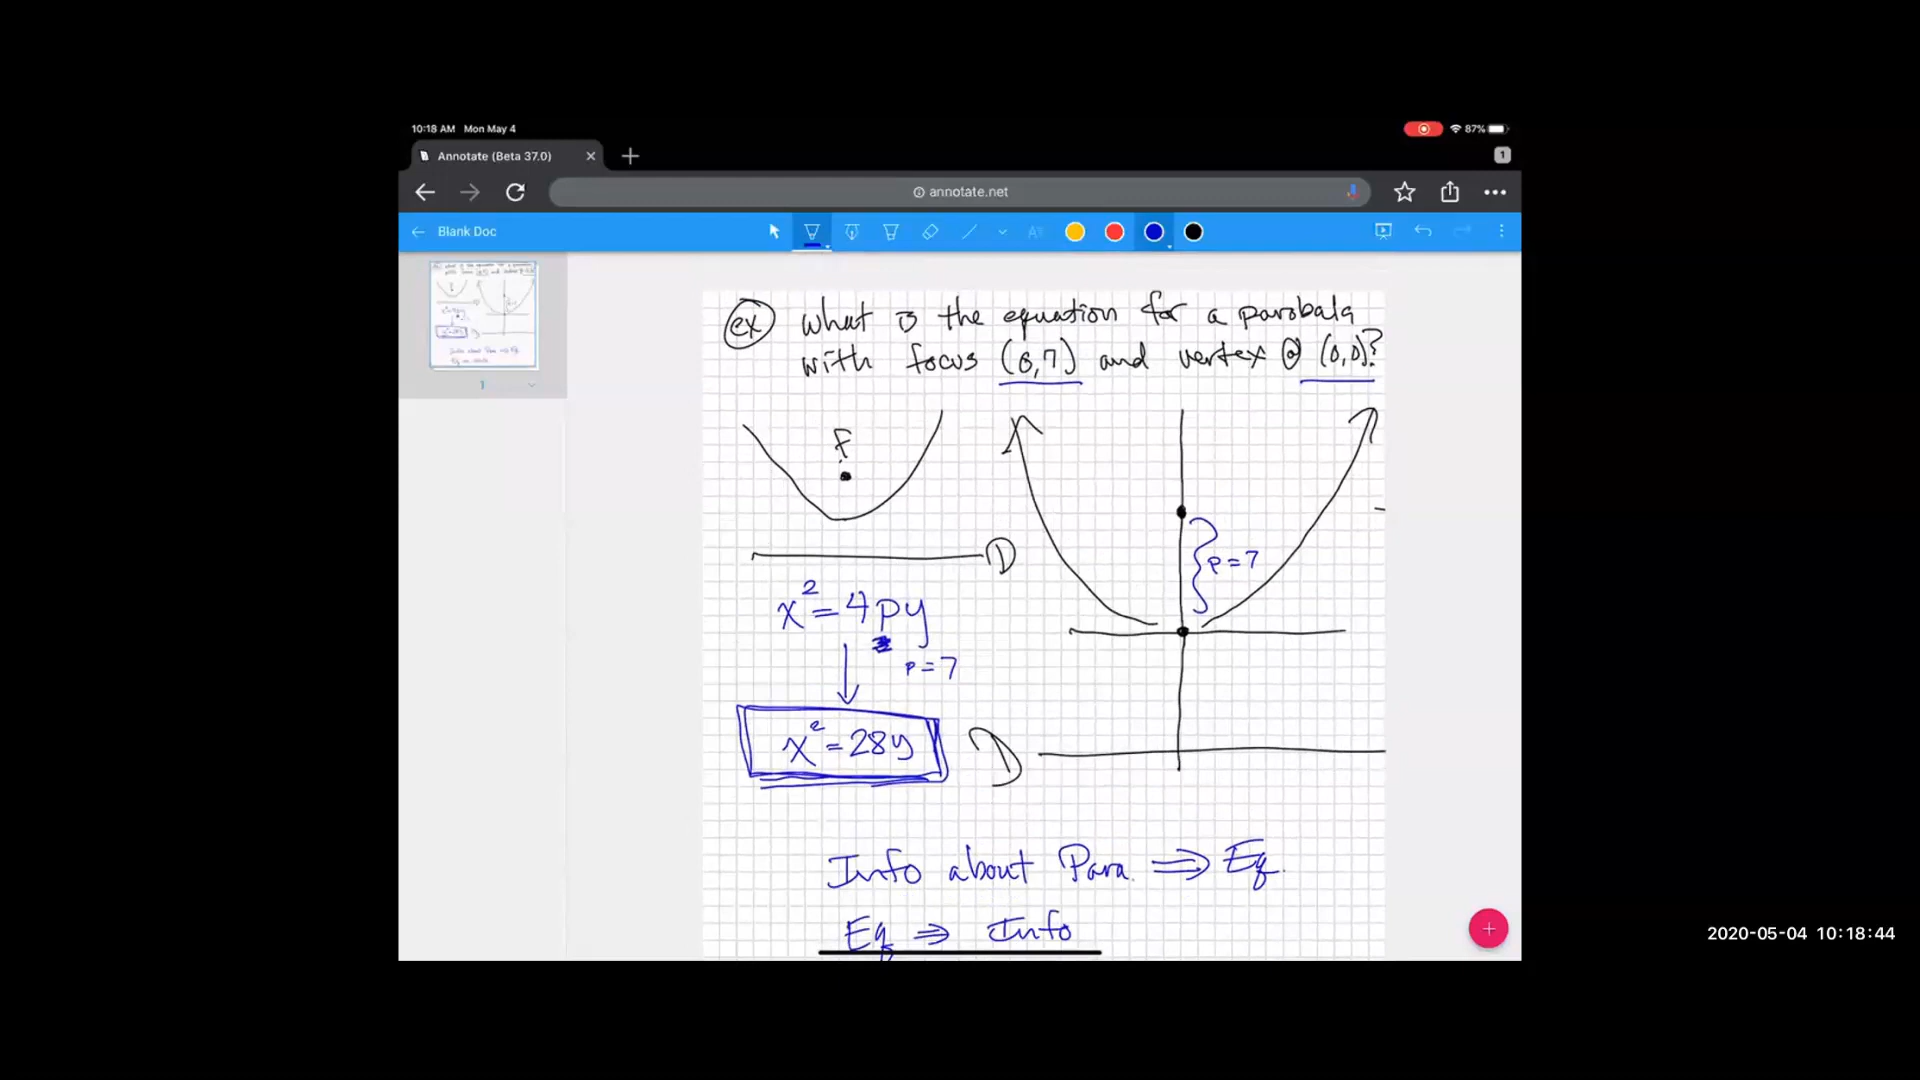 10:18 AM Mon May 4
87%
Annotate (Beta 37.0)
1
annotate.net
Blank Doc
1
ex What is the equation for a parobala
with focus (0,7) and vertex @ (0,0)?
f
D
p=7
x²=4py
p=7
x²=28y
D
Info about Para. ⇒ Eq.
Eq ⇒ Info
2020-05-04 10:18:44